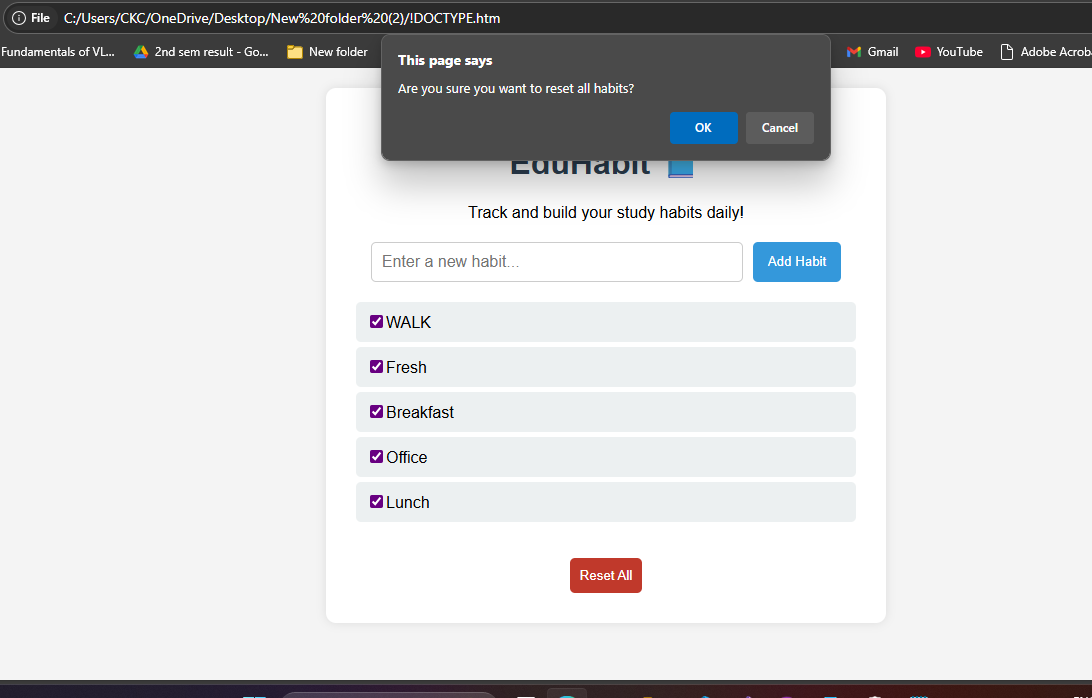 File C:/Users/CKC/OneDrive/Desktop/New%20folder%20(2)/!DOCTYPE.htm
Fundamentals of VL... 2nd sem result - Go... New folder Gmail YouTube Adobe Acrob
This page says
Are you sure you want to reset all habits?
OK Cancel
EduHabit
Track and build your study habits daily!
Enter a new habit... Add Habit
WALK
Fresh
Breakfast
Office
Lunch
Reset All